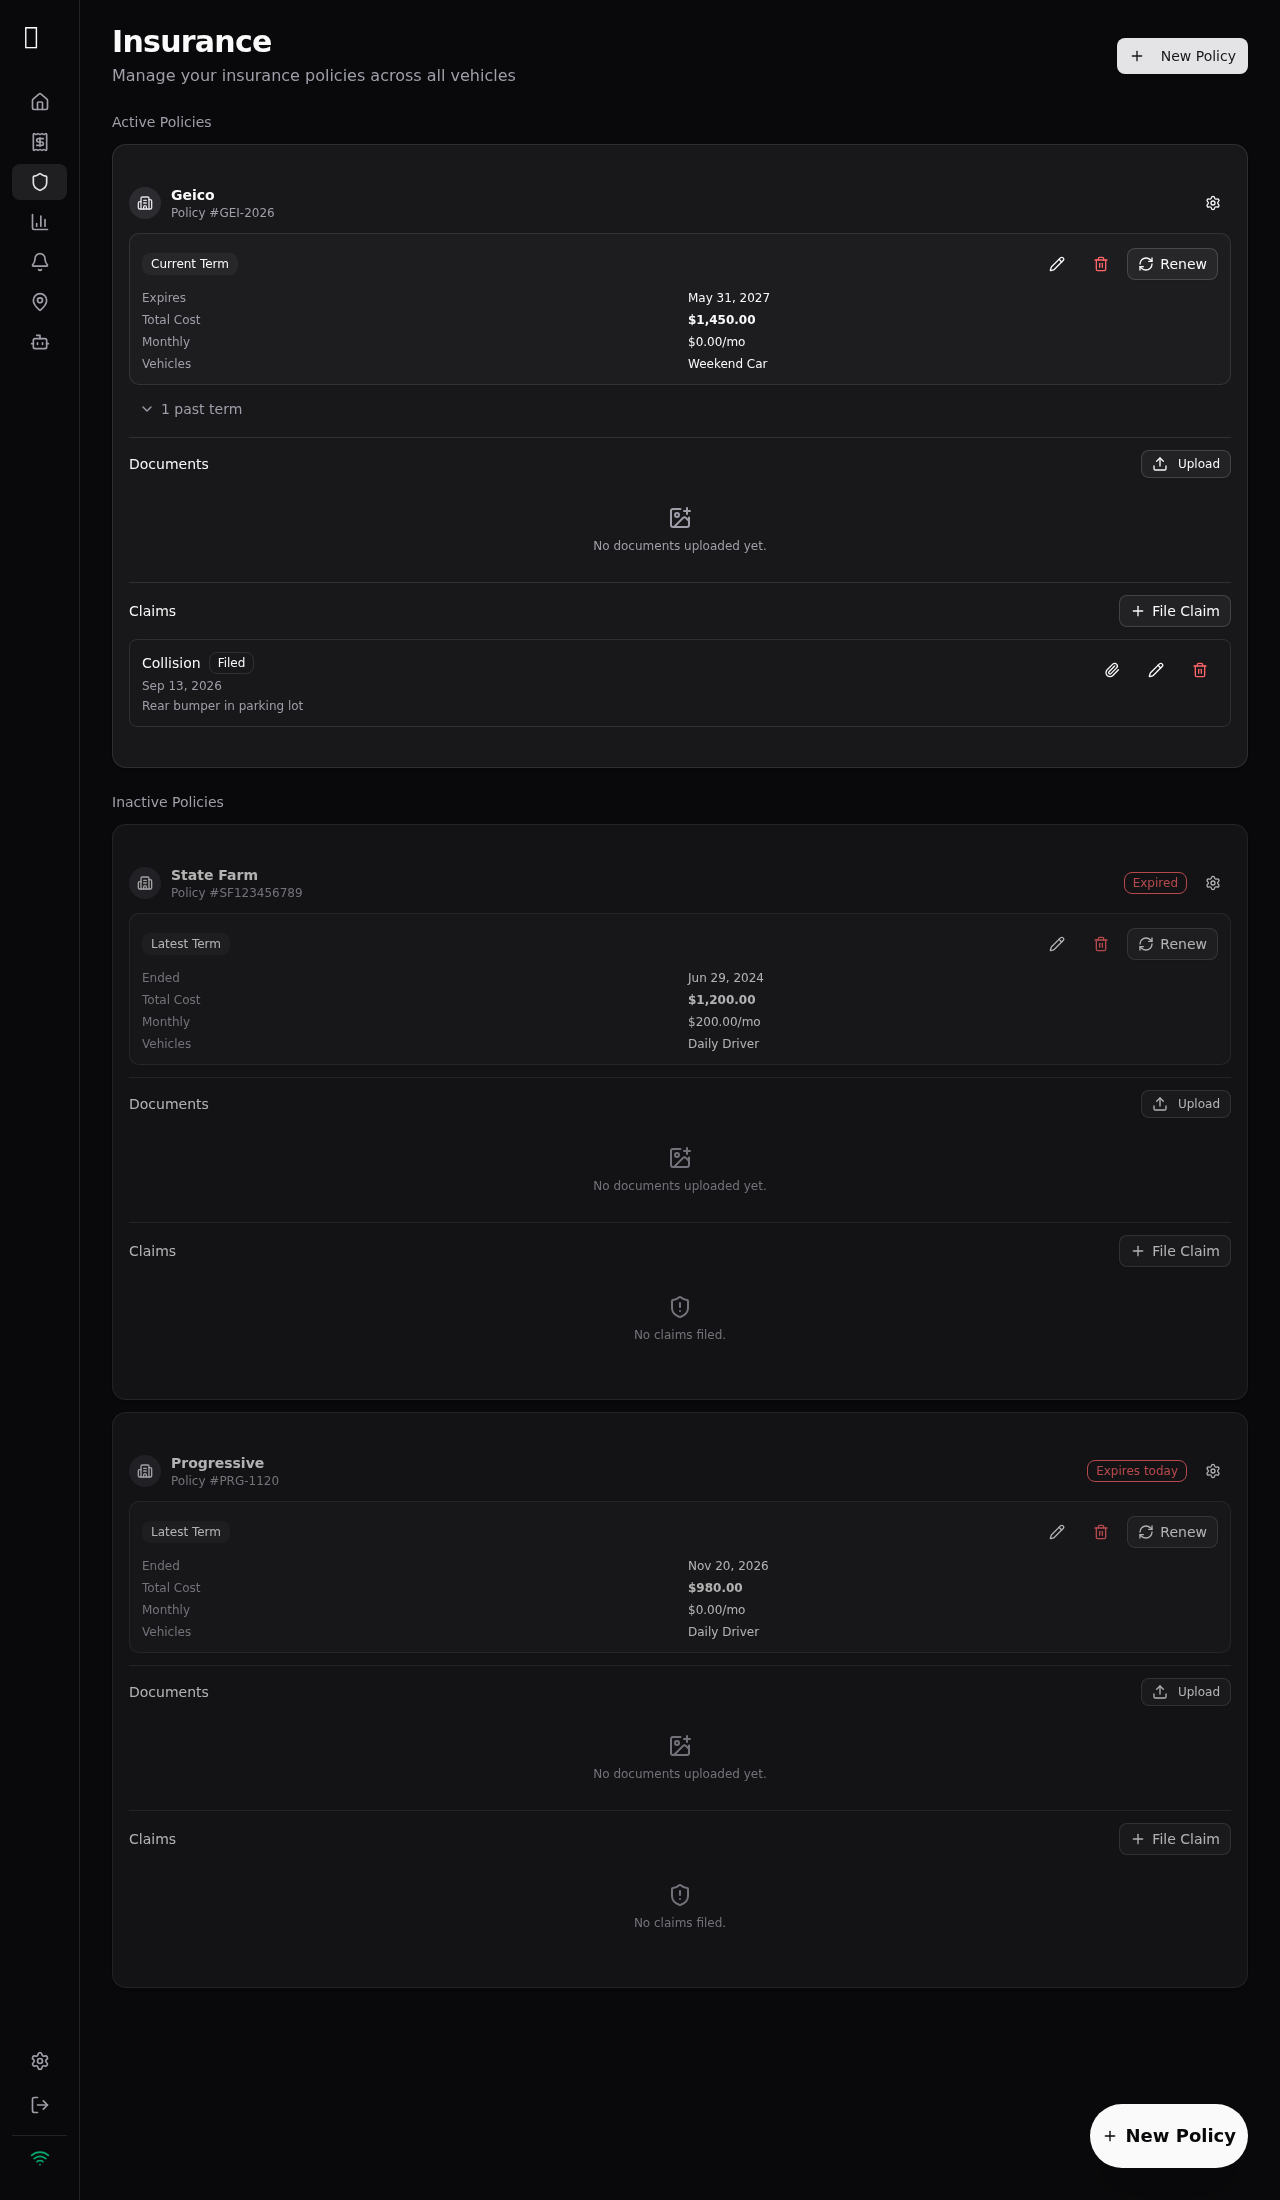 Insurance
Manage your insurance policies across all vehicles
New Policy
Active Policies
Geico
Policy #GEI-2026
Current Term
Renew
Expires May 31, 2027
Total Cost $1,450.00
Monthly $0.00/mo
Vehicles Weekend Car
1 past term
Documents
Upload
No documents uploaded yet.
Claims
File Claim
Collision Filed
Sep 13, 2026
Rear bumper in parking lot
Inactive Policies
State Farm
Policy #SF123456789
Expired
Latest Term
Renew
Ended Jun 29, 2024
Total Cost $1,200.00
Monthly $200.00/mo
Vehicles Daily Driver
Documents
Upload
No documents uploaded yet.
Claims
File Claim
No claims filed.
Progressive
Policy #PRG-1120
Expires today
Latest Term
Renew
Ended Nov 20, 2026
Total Cost $980.00
Monthly $0.00/mo
Vehicles Daily Driver
Documents
Upload
No documents uploaded yet.
Claims
File Claim
No claims filed.
New Policy